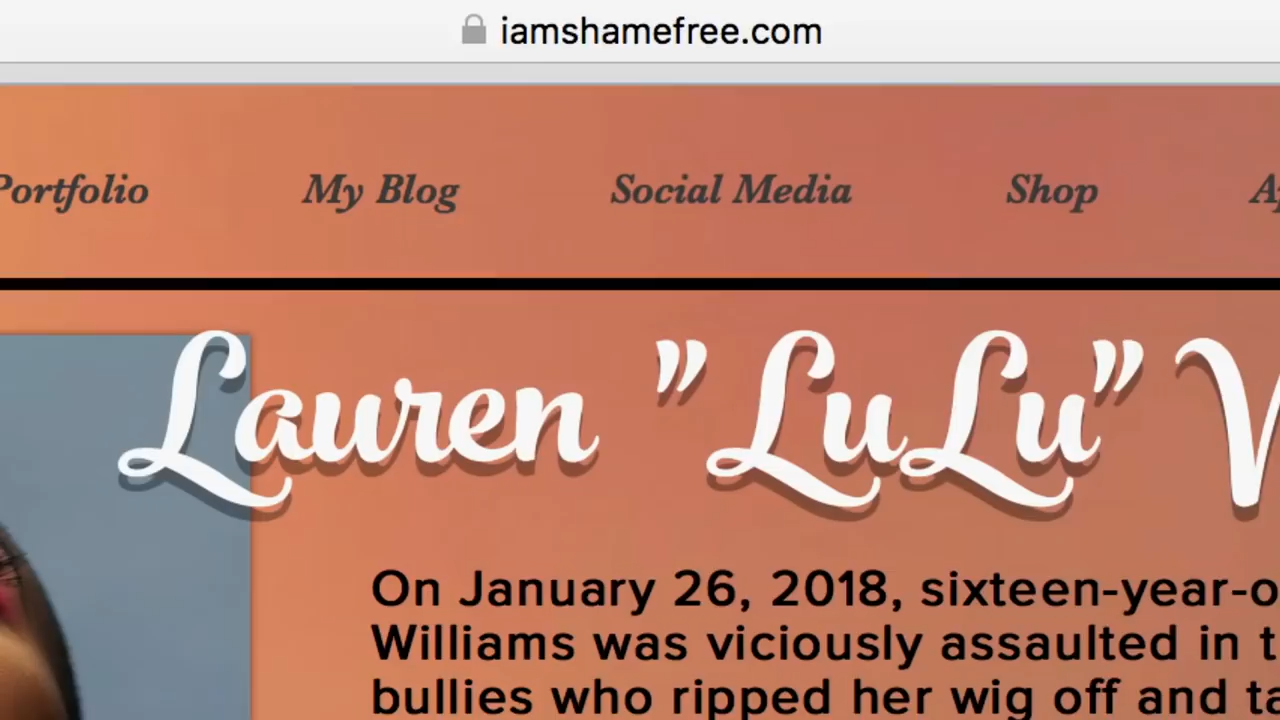 iamshamefree.com
Portfolio My Blog Social Media Shop
Lauren "LuLu"
On January 26, 2018, sixteen-year-o
Williams was viciously assaulted in t
bullies who ripped her wig off and ta